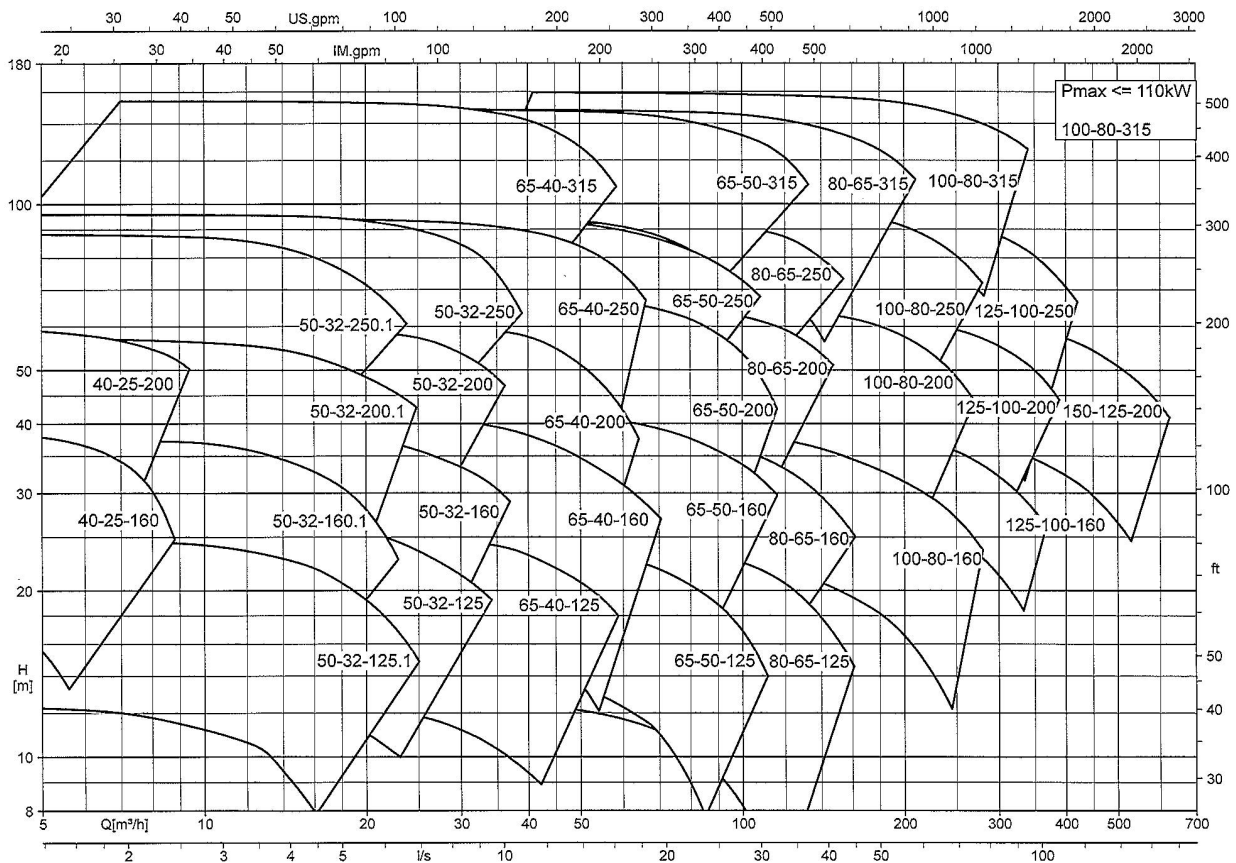 30 40 50 US.gpm 100 200 300 400 500 1000 2000 3000
20 30 40 50 IM.gpm 100 200 300 400 500 1000 2000
180
Pmax <= 110kW
500
100-80-315
400
65-40-315 65-50-315 80-65-315 100-80-315
100
300
80-65-250
50-32-250.1 50-32-250 65-40-250 65-50-250 100-80-250 125-100-250
200
50
40-25-200 50-32-200.1 50-32-200 65-40-200 65-50-200 80-65-200 100-80-200 125-100-200 150-125-200
40
30
100
40-25-160 50-32-160.1 50-32-160 65-40-160 65-50-160 80-65-160 100-80-160 125-100-160
ft
20
50-32-125.1 50-32-125 65-40-125 65-50-125 80-65-125
50
H
[m]
40
10
30
8
5 Q[m³/h] 10 20 30 40 50 100 200 300 400 500 700
2 3 4 5 l/s 10 20 30 40 50 100